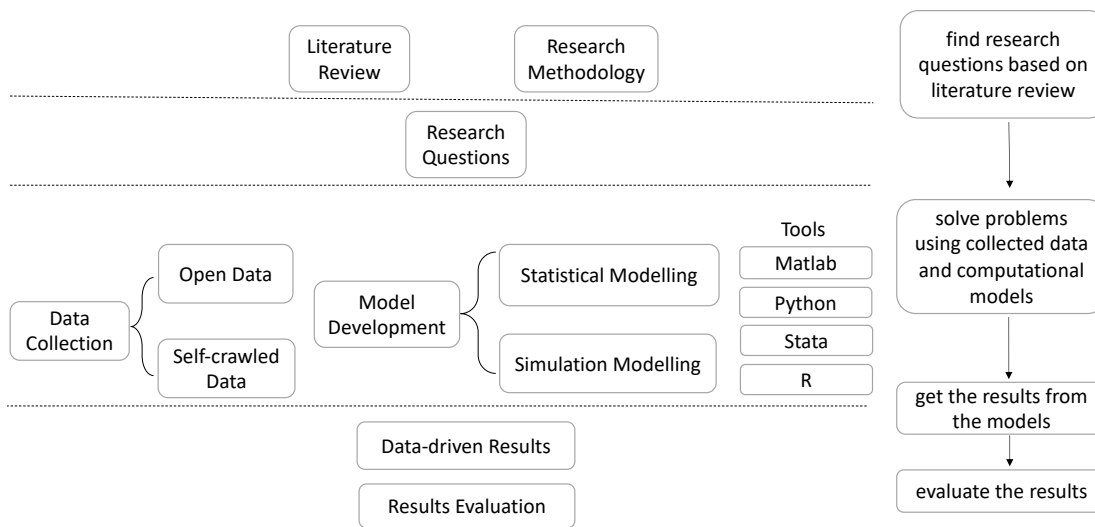 Literature
Review
Research
Methodology
find research
questions based on
literature review
Research
Questions
Data
Collection
Open Data
Self-crawled
Data
Model
Development
Statistical Modelling
Simulation Modelling
Tools
Matlab
Python
Stata
R
solve problems
using collected data
and computational
models
Data-driven Results
Results Evaluation
get the results from
the models
evaluate the results